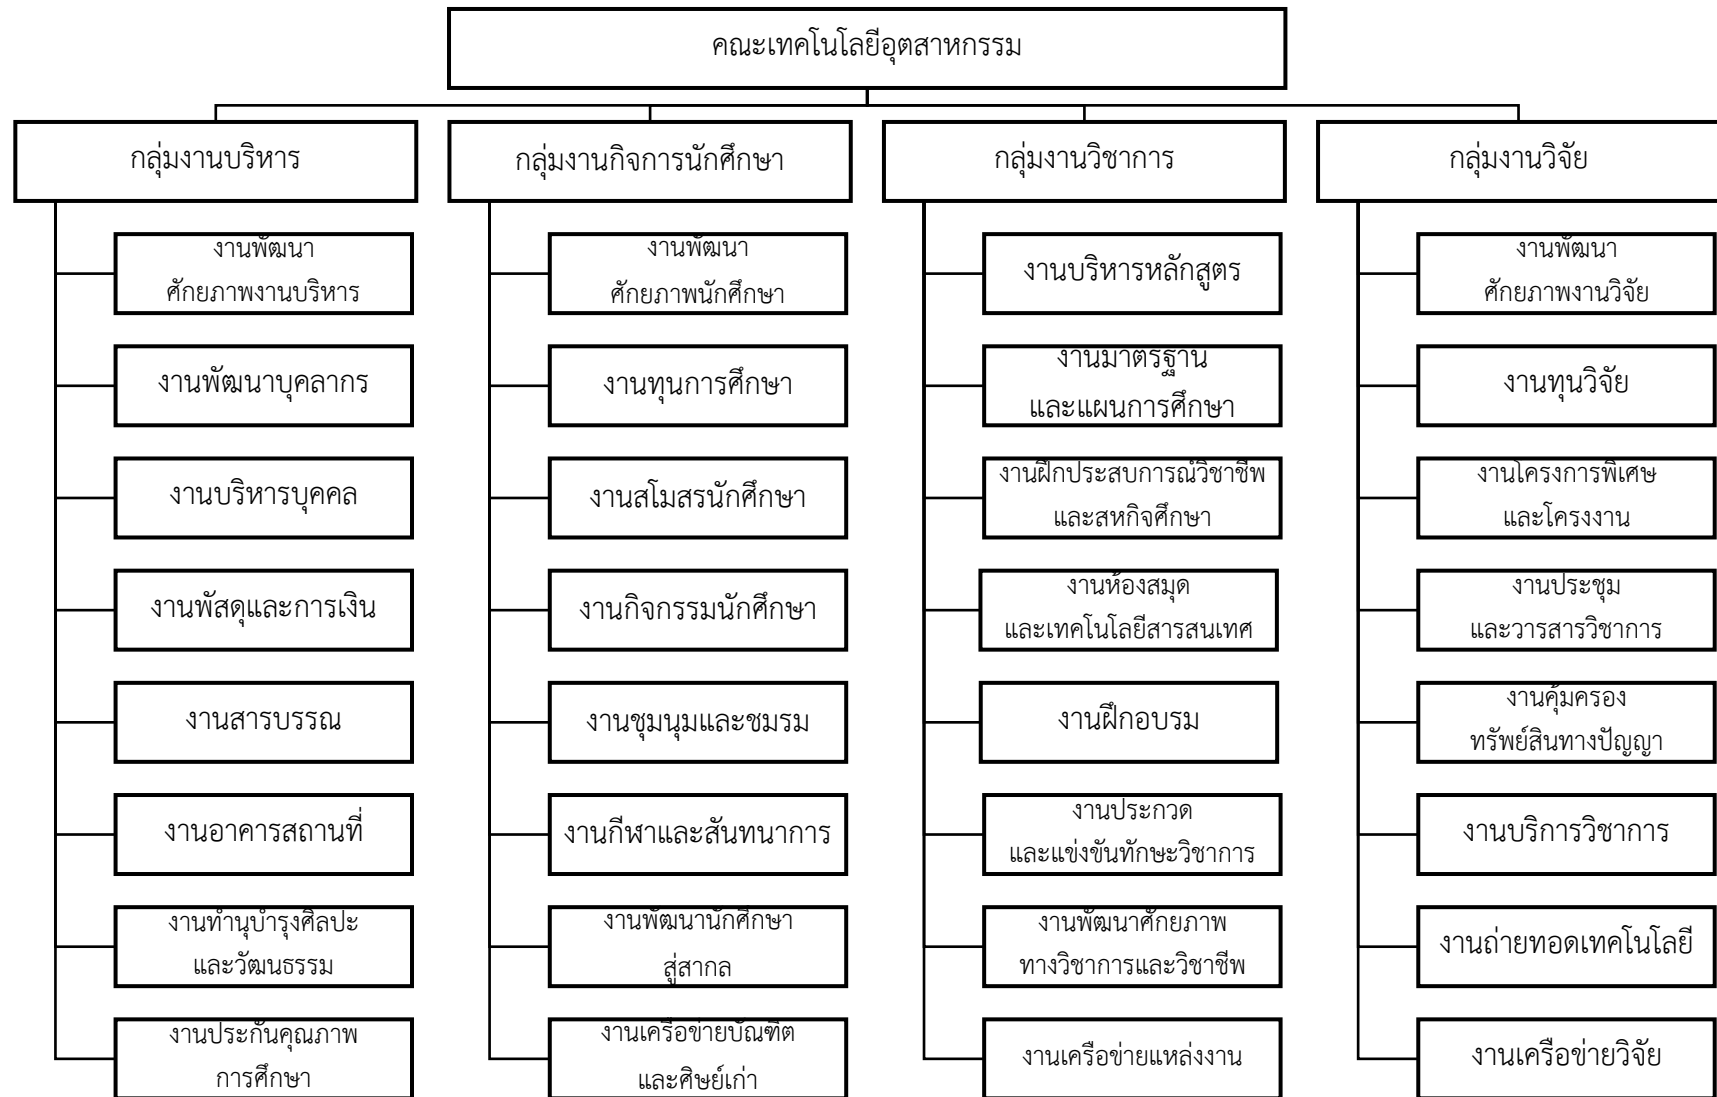 คณะเทคโนโลยีอุตสาหกรรม
กลุ่มงานบริหาร
งานพัฒนา
ศักยภาพงานบริหาร
งานพัฒนาบุคลากร
งานบริหารบุคคล
งานพัสดุและการเงิน
งานสารบรรณ
งานอาคารสถานที่
งานทำนุบำรุงศิลปะ
และวัฒนธรรม
งานประกันคุณภาพ
การศึกษา
กลุ่มงานกิจการนักศึกษา
งานพัฒนา
ศักยภาพนักศึกษา
งานทุนการศึกษา
งานสโมสรนักศึกษา
งานกิจกรรมนักศึกษา
งานชุมนุมและชมรม
งานกีฬาและสันทนาการ
งานพัฒนานักศึกษา
สู่สากล
งานเครือข่ายบัณฑิต
และศิษย์เก่า
กลุ่มงานวิชาการ
งานบริหารหลักสูตร
งานมาตรฐาน
และแผนการศึกษา
งานฝึกประสบการณ์วิชาชีพ
และสหกิจศึกษา
งานห้องสมุด
และเทคโนโลยีสารสนเทศ
งานฝึกอบรม
งานประกวด
และแข่งขันทักษะวิชาการ
งานพัฒนาศักยภาพ
ทางวิชาการและวิชาชีพ
งานเครือข่ายแหล่งงาน
กลุ่มงานวิจัย
งานพัฒนา
ศักยภาพงานวิจัย
งานทุนวิจัย
งานโครงการพิเศษ
และโครงงาน
งานประชุม
และวารสารวิชาการ
งานคุ้มครอง
ทรัพย์สินทางปัญญา
งานบริการวิชาการ
งานถ่ายทอดเทคโนโลยี
งานเครือข่ายวิจัย